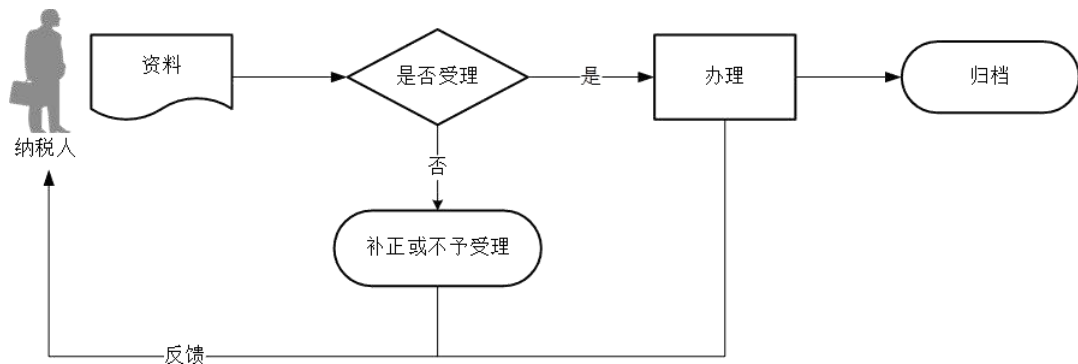 资料
是否受理
是
办理
归档
纳税人
否
补正或不予受理
反馈